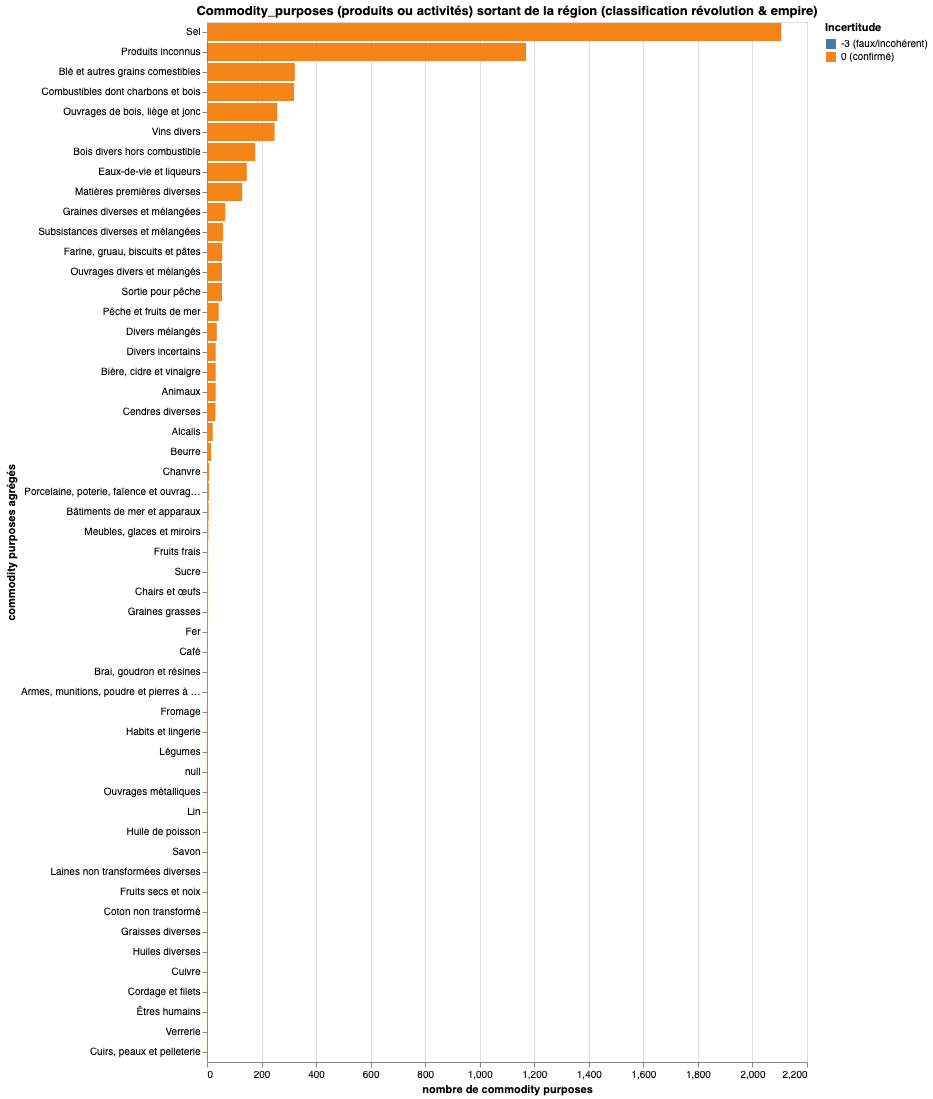 Commodity_purposes (produits ou activités) sortant de la région (classification révolution & empire)
Incertitude
-3 (faux/incohérent)
0 (confirmé)
commodity purposes agrégés
Sel
Produits inconnus
Blé et autres grains comestibles
Combustibles dont charbons et bois
Ouvrages de bois, liège et jonc
Vins divers
Bois divers hors combustible
Eaux-de-vie et liqueurs
Matières premières diverses
Graines diverses et mélangées
Subsistances diverses et mélangées
Farine, gruau, biscuits et pâtes
Ouvrages divers et mélangés
Sortie pour pêche
Pêche et fruits de mer
Divers mélangés
Divers incertains
Bière, cidre et vinaigre
Animaux
Cendres diverses
Alcalis
Beurre
Chanvre
Porcelaine, poterie, faïence et ouvrag…
Bâtiments de mer et apparaux
Meubles, glaces et miroirs
Fruits frais
Sucre
Chairs et œufs
Graines grasses
Fer
Café
Brai, goudron et résines
Armes, munitions, poudre et pierres à …
Fromage
Habits et lingerie
Légumes
null
Ouvrages métalliques
Lin
Huile de poisson
Savon
Laines non transformées diverses
Fruits secs et noix
Coton non transformé
Graisses diverses
Huiles diverses
Cuivre
Cordage et filets
Êtres humains
Verrerie
Cuirs, peaux et pelleterie
0 200 400 600 800 1,000 1,200 1,400 1,600 1,800 2,000 2,200
nombre de commodity purposes